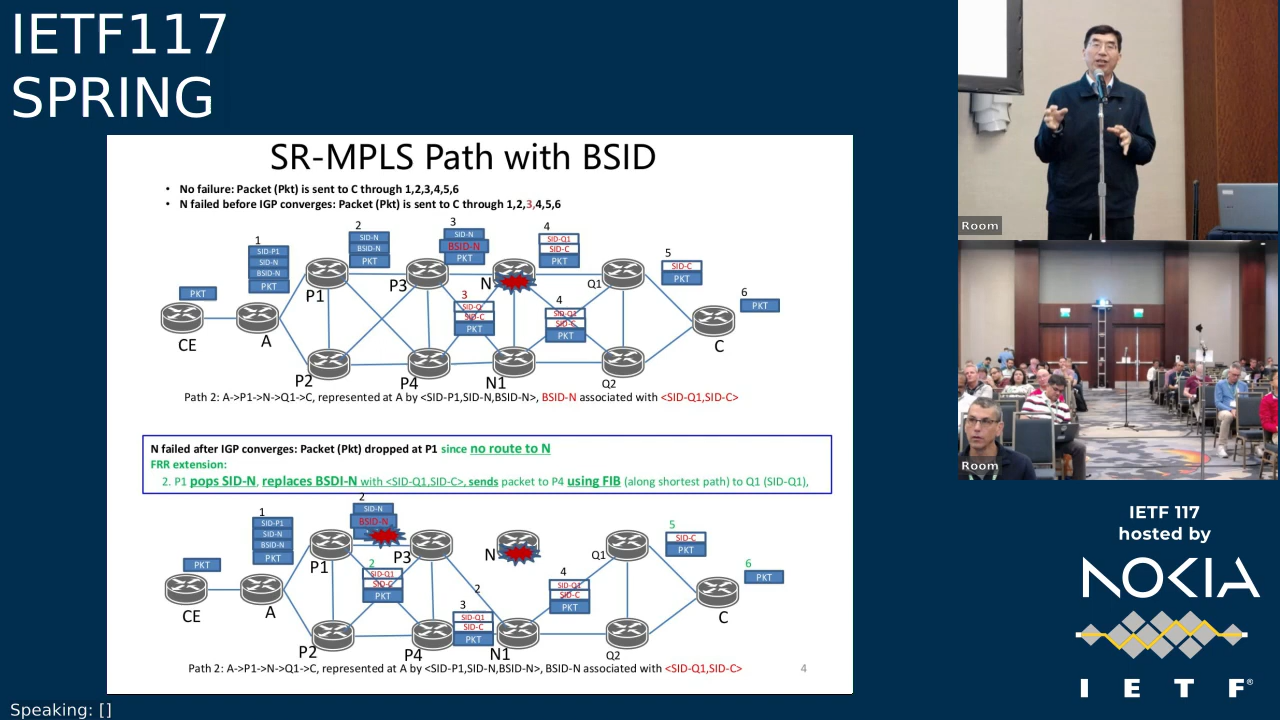 IETF117
SPRING
SR-MPLS Path with BSID
• No failure: Packet (Pkt) is sent to C through 1,2,3,4,5,6
• N failed before IGP converges: Packet (Pkt) is sent to C through 1,2,3,4,5,6
1
SID-P1
SID-N
BSID-N
PKT
2
SID-N
BSID-N
PKT
3
SID-N
BSID-N
PKT
4
SID-Q1
SID-C
PKT
5
SID-C
PKT
6
PKT
PKT
P1
P3
N
Q1
3
SID-Q
SID-C
PKT
4
SID-Q1
SID-C
PKT
CE
A
C
P2
P4
N1
Q2
Path 2: A->P1->N->Q1->C, represented at A by <SID-P1,SID-N,BSID-N>, BSID-N associated with <SID-Q1,SID-C>
N failed after IGP converges: Packet (Pkt) dropped at P1 since no route to N
FRR extension:
2. P1 pops SID-N, replaces BSDI-N with <SID-Q1,SID-C>, sends packet to P4 using FIB (along shortest path) to Q1 (SID-Q1),
1
SID-P1
SID-N
BSID-N
PKT
2
SID-N
BSID-N
PKT
P1
P3
N
Q1
5
SID-C
PKT
6
PKT
2
SID-Q1
SID-C
PKT
2
3
SID-Q1
SID-C
PKT
4
SID-Q1
SID-C
PKT
CE
A
C
P2
P4
N1
Q2
Path 2: A->P1->N->Q1->C, represented at A by <SID-P1,SID-N,BSID-N>, BSID-N associated with <SID-Q1,SID-C>
4
Room
Room
IETF 117
hosted by
NOKIA
IETF®
Speaking: []